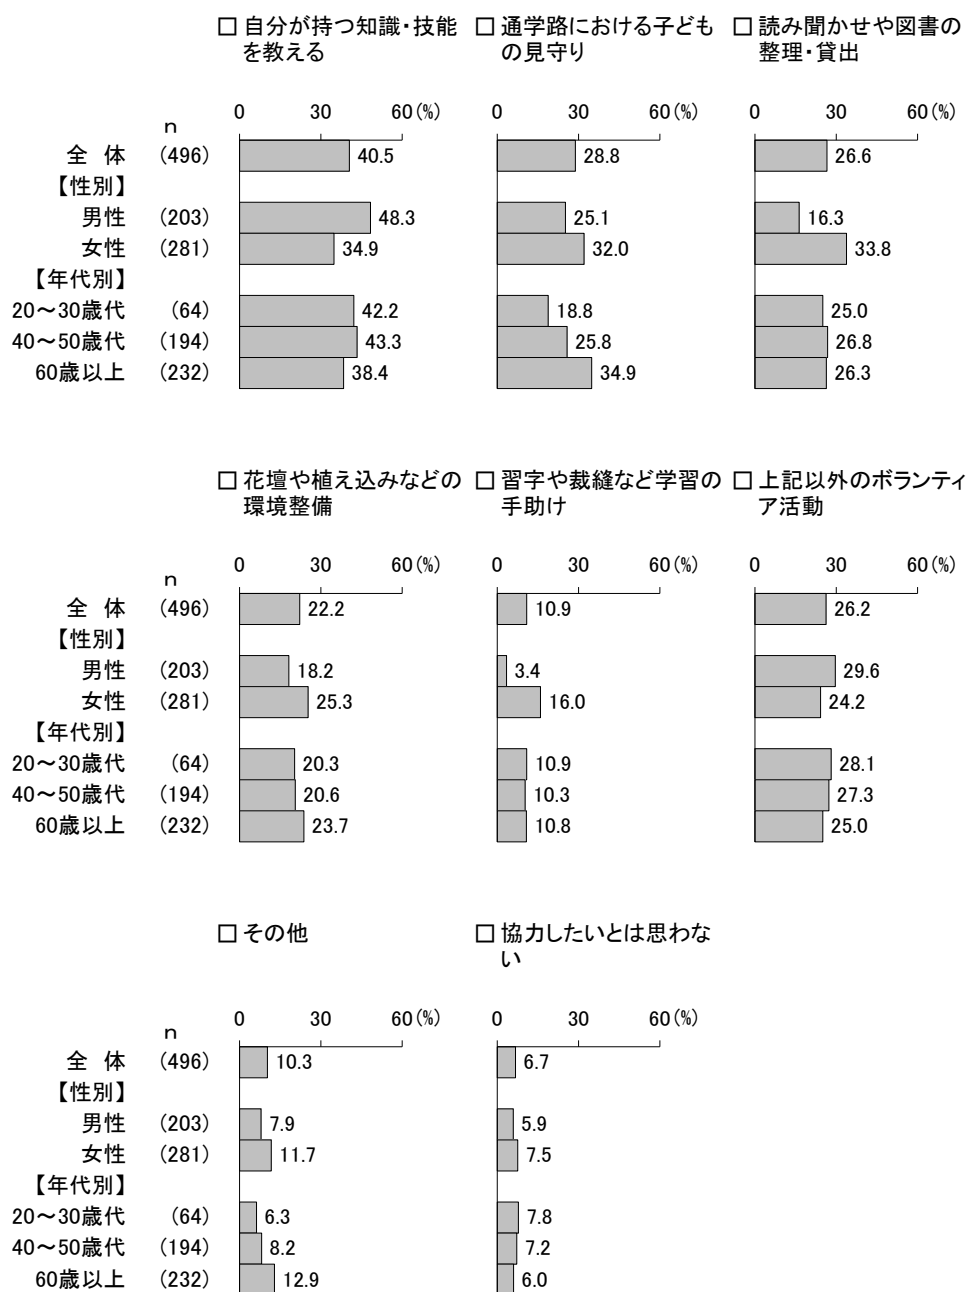 □ 自分が持つ知識・技能 □ 通学路における子ども □ 読み聞かせや図書の
を教える の見守り 整理・貸出
0 30 60(%) 0 30 60(%) 0 30 60(%)
n
全 体 (496) 40.5 28.8 26.6
【性別】
男性 (203) 48.3 25.1 16.3
女性 (281) 34.9 32.0 33.8
【年代別】
20～30歳代 (64) 42.2 18.8 25.0
40～50歳代 (194) 43.3 25.8 26.8
60歳以上 (232) 38.4 34.9 26.3
□ 花壇や植え込みなどの □ 習字や裁縫など学習の □ 上記以外のボランティ
環境整備 手助け ア活動
0 30 60(%) 0 30 60(%) 0 30 60(%)
n
全 体 (496) 22.2 10.9 26.2
【性別】
男性 (203) 18.2 3.4 29.6
女性 (281) 25.3 16.0 24.2
【年代別】
20～30歳代 (64) 20.3 10.9 28.1
40～50歳代 (194) 20.6 10.3 27.3
60歳以上 (232) 23.7 10.8 25.0
□ その他 □ 協力したいとは思わな
い
0 30 60(%) 0 30 60(%)
n
全 体 (496) 10.3 6.7
【性別】
男性 (203) 7.9 5.9
女性 (281) 11.7 7.5
【年代別】
20～30歳代 (64) 6.3 7.8
40～50歳代 (194) 8.2 7.2
60歳以上 (232) 12.9 6.0